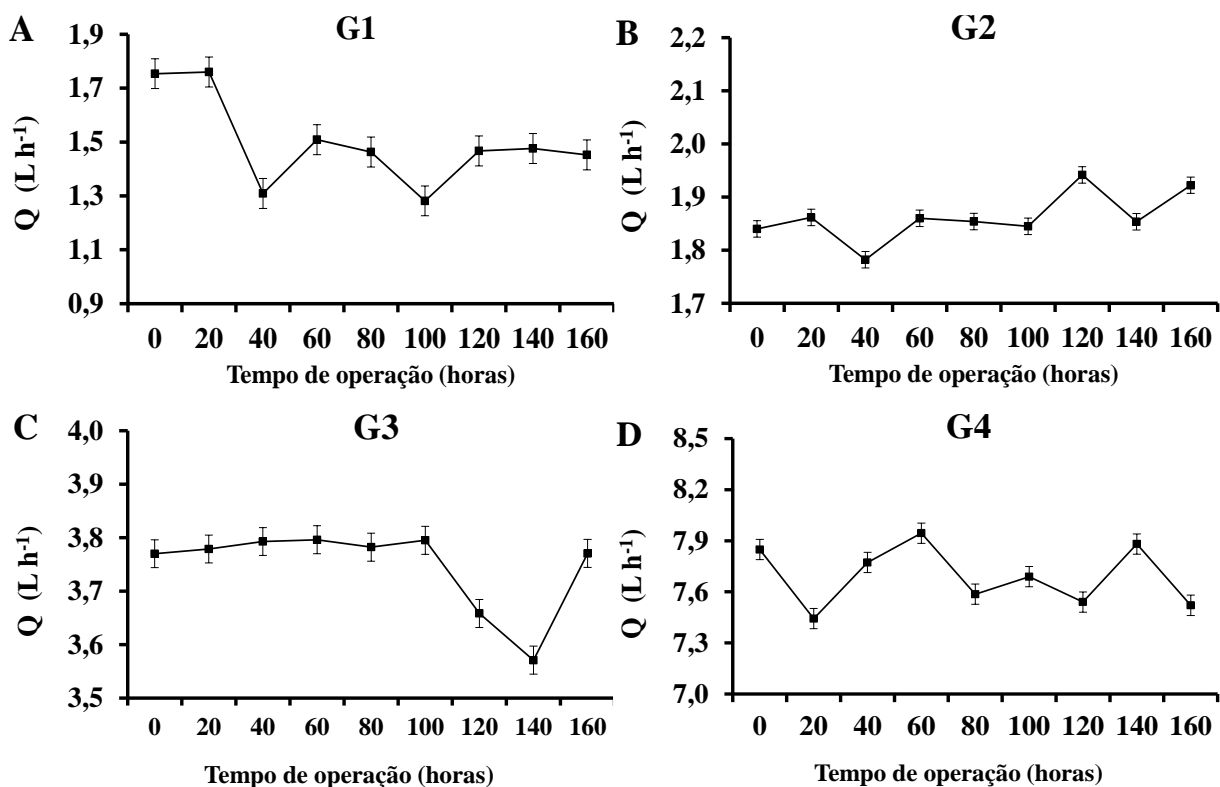 A
G1
Q (L h⁻¹)
1,9
1,7
1,5
1,3
1,1
0,9
0 20 40 60 80 100 120 140 160
Tempo de operação (horas)
B
G2
Q (L h⁻¹)
2,2
2,1
2,0
1,9
1,8
1,7
0 20 40 60 80 100 120 140 160
Tempo de operação (horas)
C
G3
Q (L h⁻¹)
4,0
3,9
3,8
3,7
3,6
3,5
0 20 40 60 80 100 120 140 160
Tempo de operação (horas)
D
G4
Q (L h⁻¹)
8,5
8,2
7,9
7,6
7,3
7,0
0 20 40 60 80 100 120 140 160
Tempo de operação (horas)